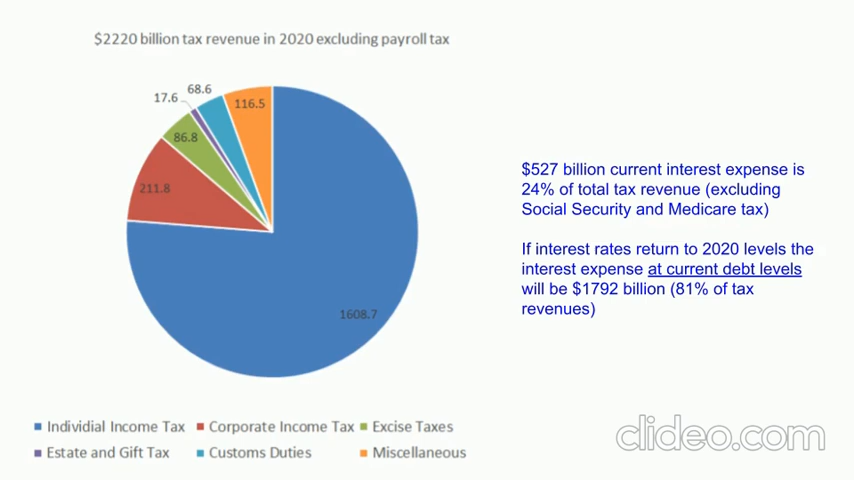 $2220 billion tax revenue in 2020 excluding payroll tax
68.6
17.6
116.5
86.8
211.8
1608.7
$527 billion current interest expense is
24% of total tax revenue (excluding
Social Security and Medicare tax)
If interest rates return to 2020 levels the
interest expense at current debt levels
will be $1792 billion (81% of tax
revenues)
Individial Income Tax
Corporate Income Tax
Excise Taxes
Estate and Gift Tax
Customs Duties
Miscellaneous
clideo.com